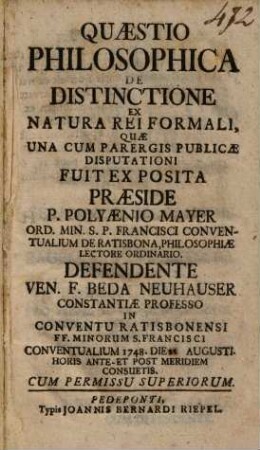 472
QUÆSTIO
PHILOSOPHICA
DE
DISTINCTIONE
EX
NATURA REI FORMALI,
QUÆ
UNA CUM PARERGIS PUBLICÆ
DISPUTATIONI
FUIT EX POSITA
PRÆSIDE
P. POLYÆNIO MAYER
ORD. MIN. S. P. FRANCISCI CONVEN-
TUALIUM DE RATISBONA, PHILOSOPHIÆ
LECTORE ORDINARIO.
DEFENDENTE
VEN. F. BEDA NEUHAUSER
CONSTANTIÆ PROFESSO
IN
CONVENTU RATISBONENSI
FF. MINORUM S. FRANCISCI
CONVENTUALIUM 1748. DIE AUGUSTI.
HORIS ANTE-ET POST MERIDIEM
CONSUETIS.
CUM PERMISSU SUPERIORUM.
PEDEPONTI,
Typis JOANNIS BERNARDI RIEPEL.